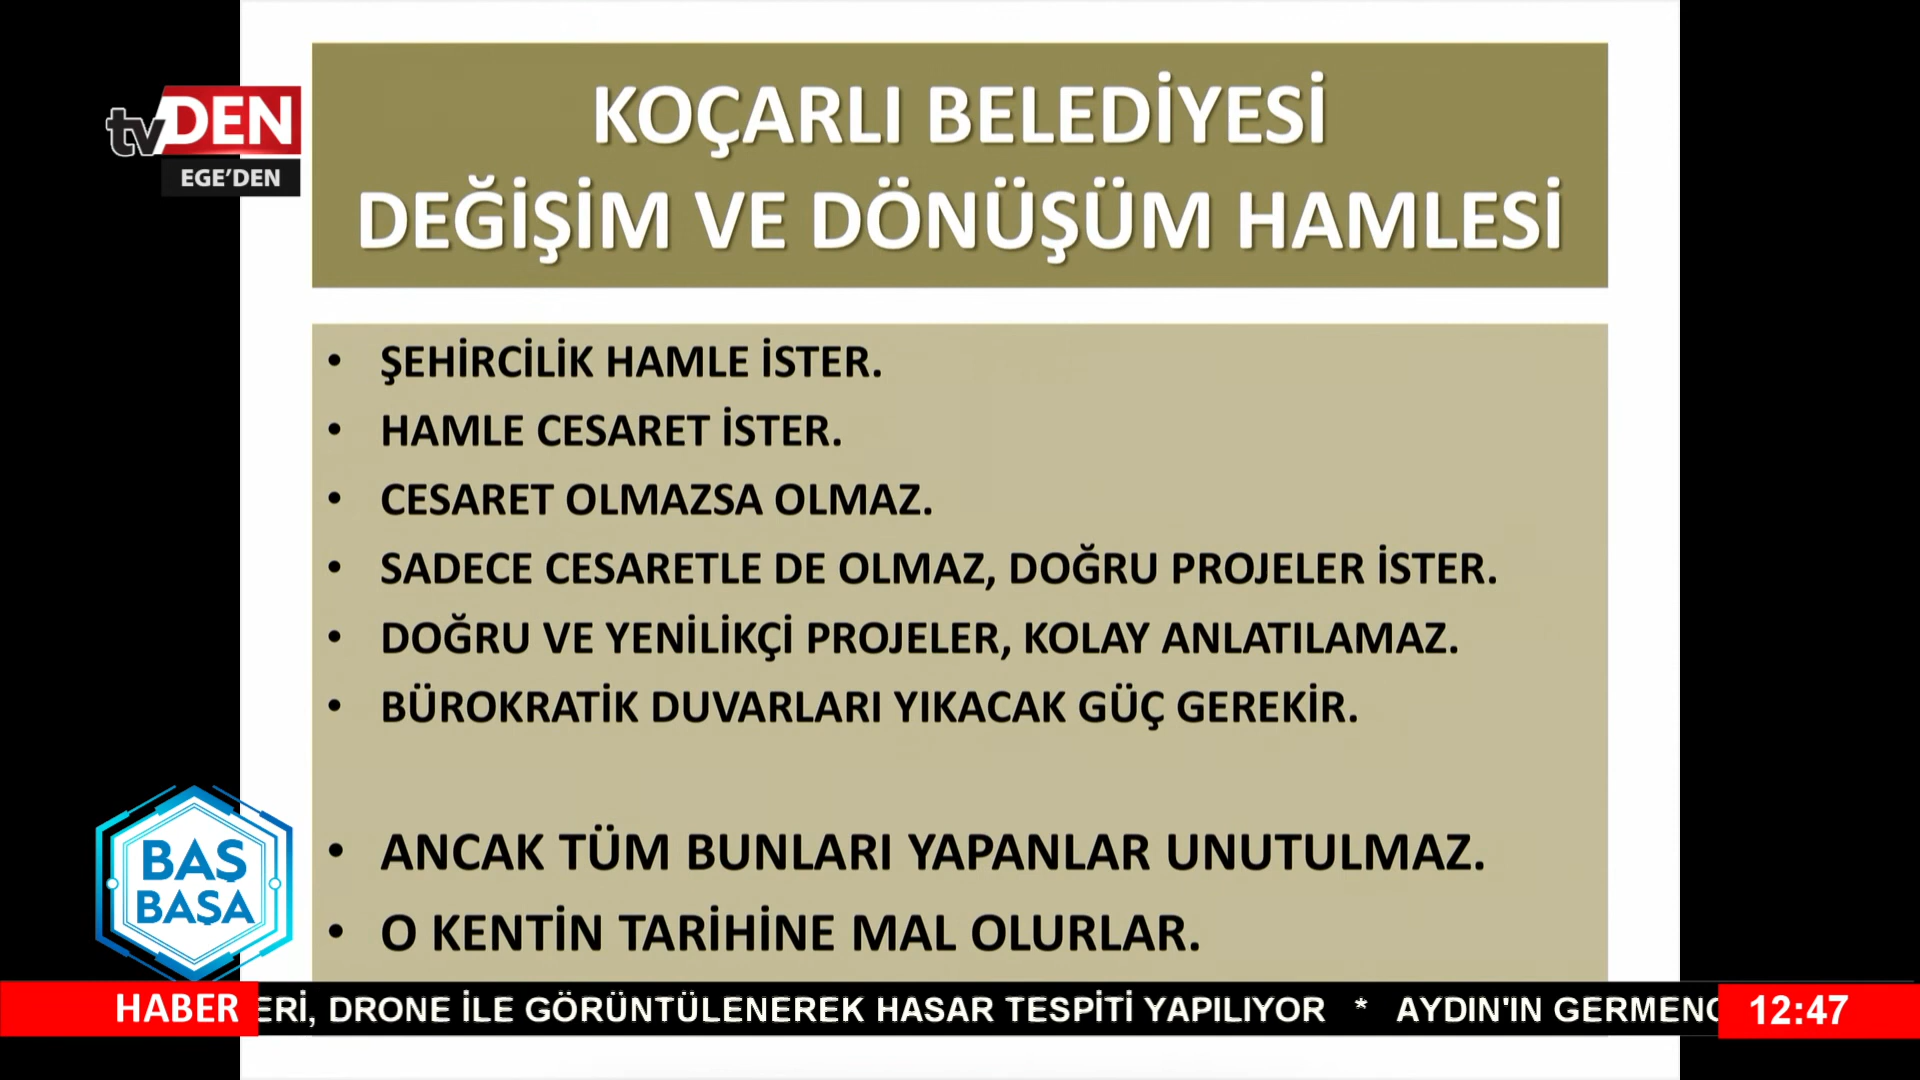 tvDEN
EGE'DEN
KOÇARLI BELEDİYESİ
DEĞİŞİM VE DÖNÜŞÜM HAMLESİ
• ŞEHİRCİLİK HAMLE İSTER.
• HAMLE CESARET İSTER.
• CESARET OLMAZSA OLMAZ.
• SADECE CESARETLE DE OLMAZ, DOĞRU PROJELER İSTER.
• DOĞRU VE YENİLİKÇİ PROJELER, KOLAY ANLATILAMAZ.
• BÜROKRATİK DUVARLARI YIKACAK GÜÇ GEREKİR.
• ANCAK TÜM BUNLARI YAPANLAR UNUTULMAZ.
• O KENTİN TARİHİNE MAL OLURLAR.
BAŞ
BAŞA
HABER
ERİ, DRONE İLE GÖRÜNTÜLENEREK HASAR TESPİTİ YAPILIYOR * AYDIN'IN GERMENC
12:47